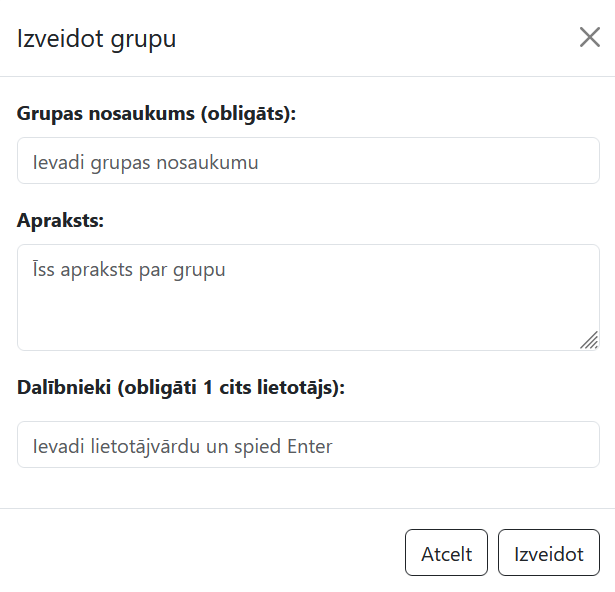 Izveidot grupu
Grupas nosaukums (obligāts):
Ievadi grupas nosaukumu
Apraksts:
Īss apraksts par grupu
Dalībnieki (obligāti 1 cits lietotājs):
Ievadi lietotājvārdu un spied Enter
Atcelt
Izveidot